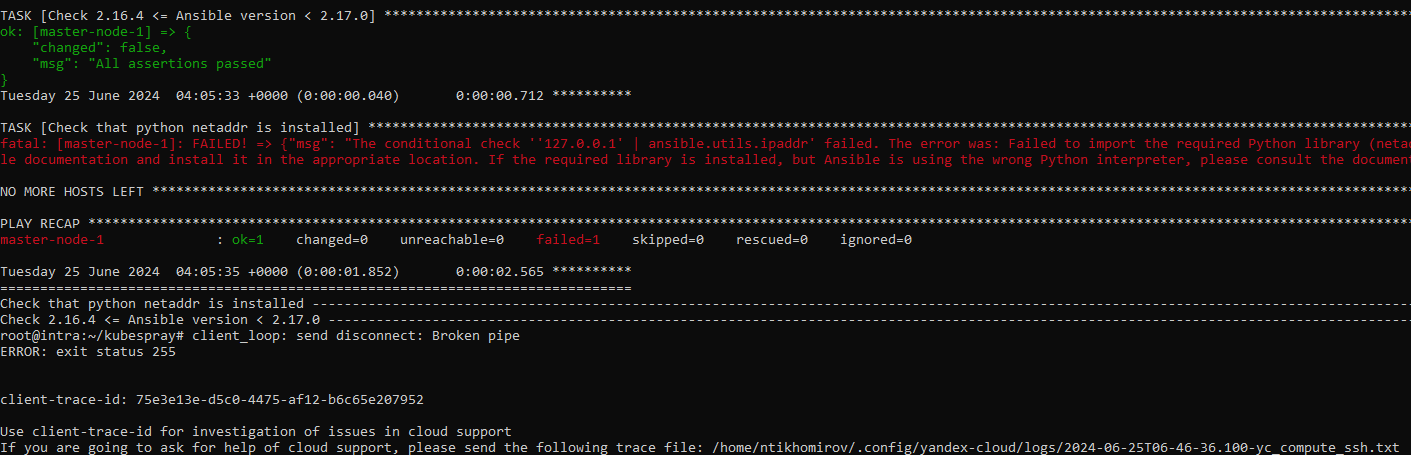 TASK [Check 2.16.4 <= Ansible version < 2.17.0] ********************************************************************************************************************************
ok: [master-node-1] => {
    "changed": false,
    "msg": "All assertions passed"
}
Tuesday 25 June 2024  04:05:33 +0000 (0:00:00.040)       0:00:00.712 **********
TASK [Check that python netaddr is installed] **********************************************************************************************************************************
fatal: [master-node-1]: FAILED! => {"msg": "The conditional check ''127.0.0.1' | ansible.utils.ipaddr' failed. The error was: Failed to import the required Python library (netad
le documentation and install it in the appropriate location. If the required library is installed, but Ansible is using the wrong Python interpreter, please consult the document
NO MORE HOSTS LEFT *************************************************************************************************************************************************************
PLAY RECAP *********************************************************************************************************************************************************************
master-node-1              : ok=1    changed=0    unreachable=0    failed=1    skipped=0    rescued=0    ignored=0
Tuesday 25 June 2024  04:05:35 +0000 (0:00:01.852)       0:00:02.565 **********
===============================================================================
Check that python netaddr is installed -----------------------------------------------------------------------------------------------------------------------------------------
Check 2.16.4 <= Ansible version < 2.17.0 ---------------------------------------------------------------------------------------------------------------------------------------
root@intra:~/kubespray# client_loop: send disconnect: Broken pipe
ERROR: exit status 255
client-trace-id: 75e3e13e-d5c0-4475-af12-b6c65e207952
Use client-trace-id for investigation of issues in cloud support
If you are going to ask for help of cloud support, please send the following trace file: /home/ntikhomirov/.config/yandex-cloud/logs/2024-06-25T06-46-36.100-yc_compute_ssh.txt